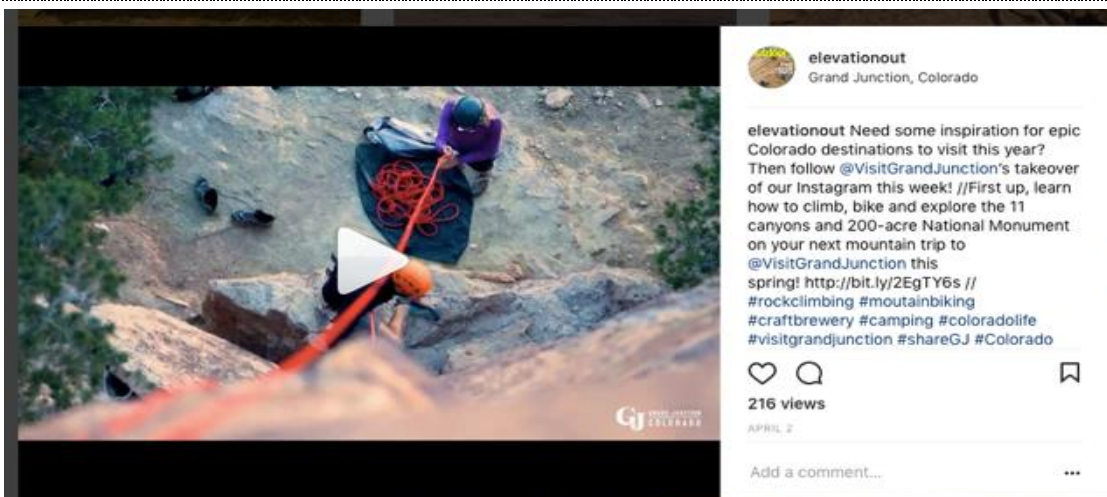 elevationout
Grand Junction, Colorado
elevationout Need some inspiration for epic
Colorado destinations to visit this year?
Then follow @VisitGrandJunction's takeover
of our Instagram this week! //First up, learn
how to climb, bike and explore the 11
canyons and 200-acre National Monument
on your next mountain trip to
@VisitGrandJunction this
spring! http://bit.ly/2EgTY6s //
#rockclimbing #moutainbiking
#craftbrewery #camping #coloradolife
#visitgrandjunction #shareGJ #Colorado
216 views
APRIL 2
Add a comment...
GJ GRAND JUNCTION
COLORADO